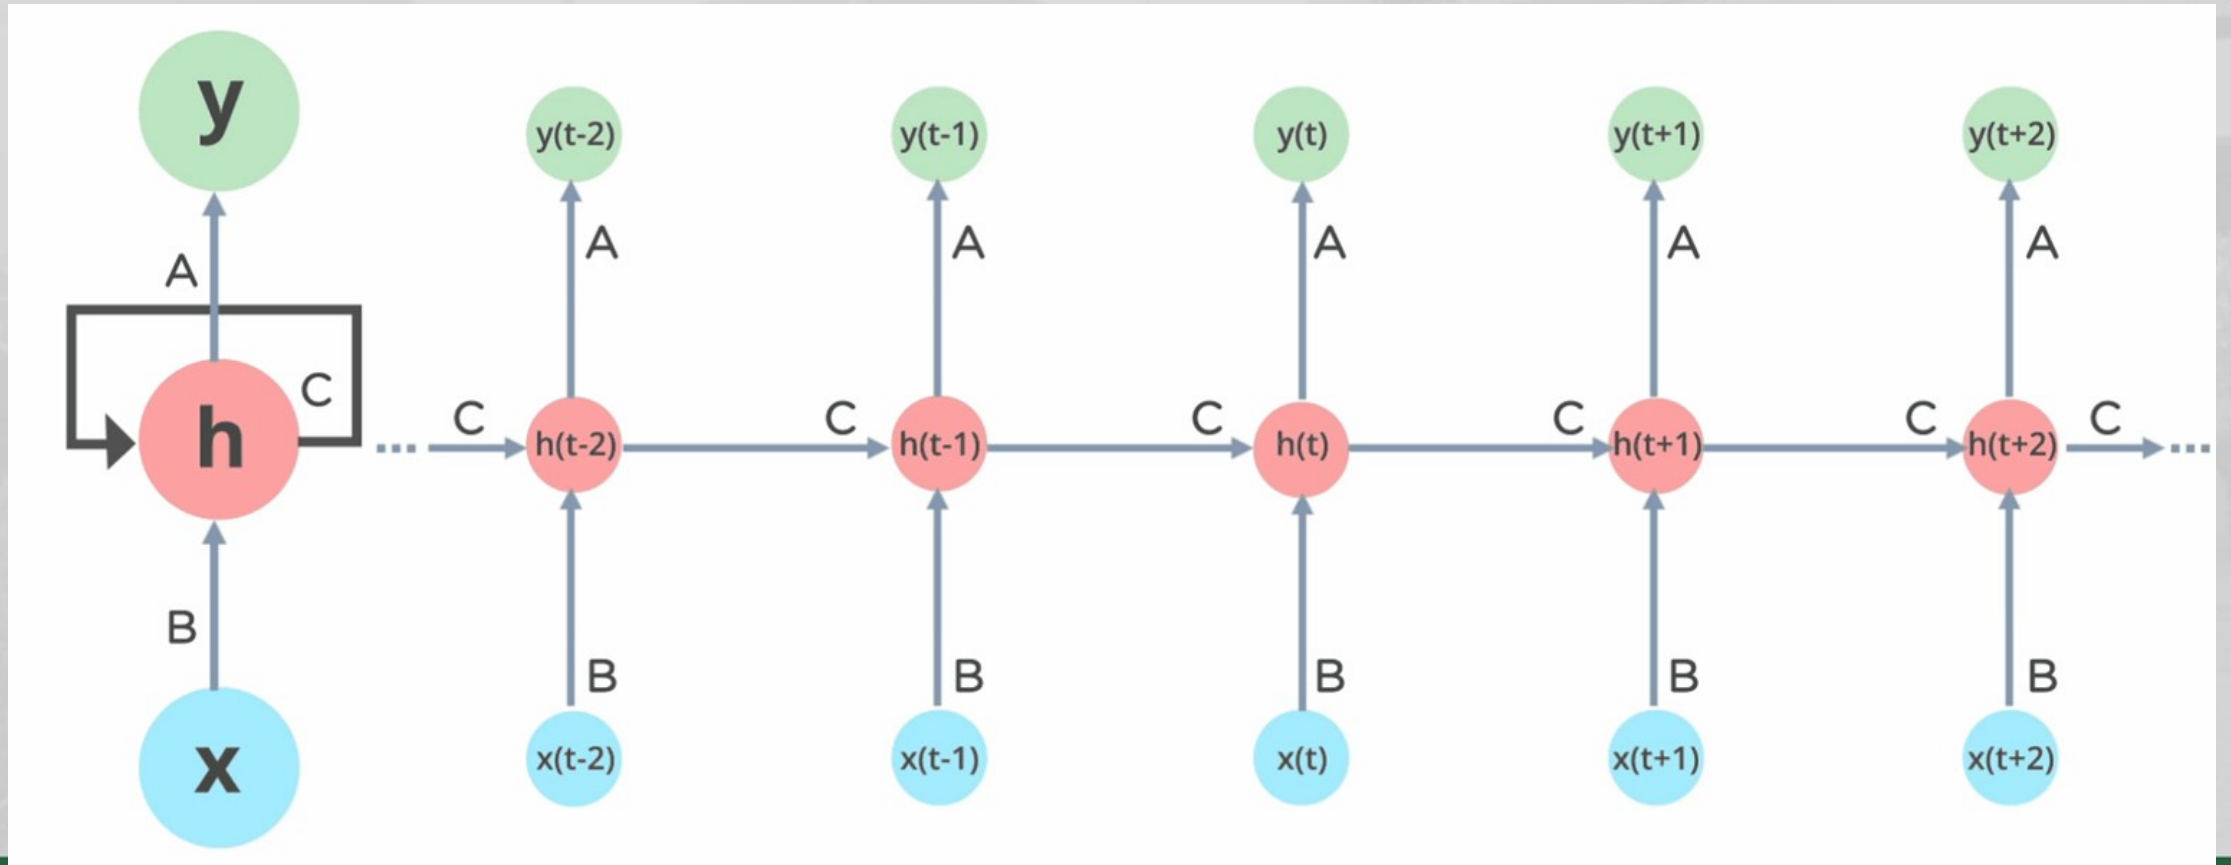 y
A
C
h
B
x
y(t-2) y(t-1) y(t) y(t+1) y(t+2)
A A A A A
C C C C C C
h(t-2) h(t-1) h(t) h(t+1) h(t+2)
B B B B B
x(t-2) x(t-1) x(t) x(t+1) x(t+2)